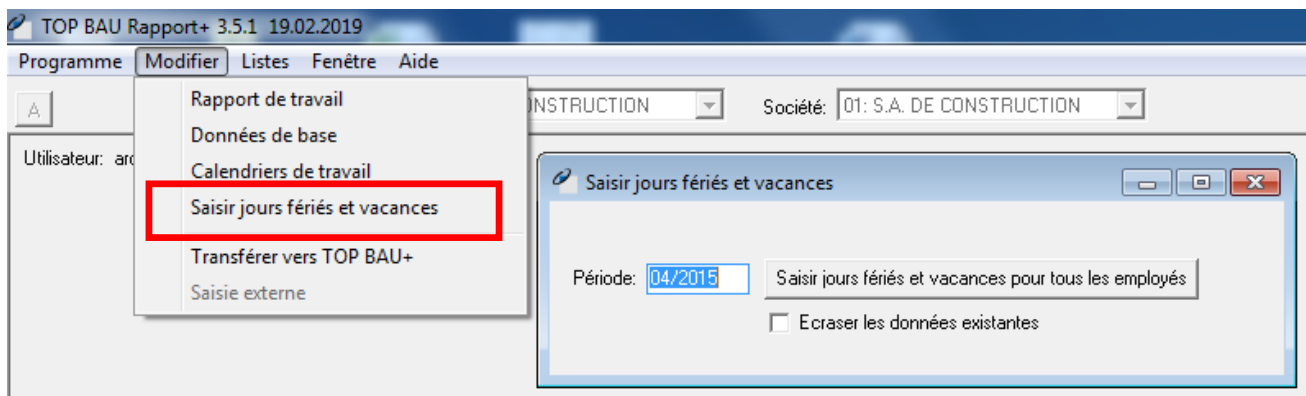 TOP BAU Rapport+ 3.5.1 19.02.2019
Programme Modifier Listes Fenêtre Aide
A
Société: 01: S.A. DE CONSTRUCTION
Utilisateur:
Rapport de travail
Données de base
Calendriers de travail
Saisir jours fériés et vacances
Transférer vers TOP BAU+
Saisie externe
Saisir jours fériés et vacances
Période: 04/2015 Saisir jours fériés et vacances pour tous les employés
Ecraser les données existantes